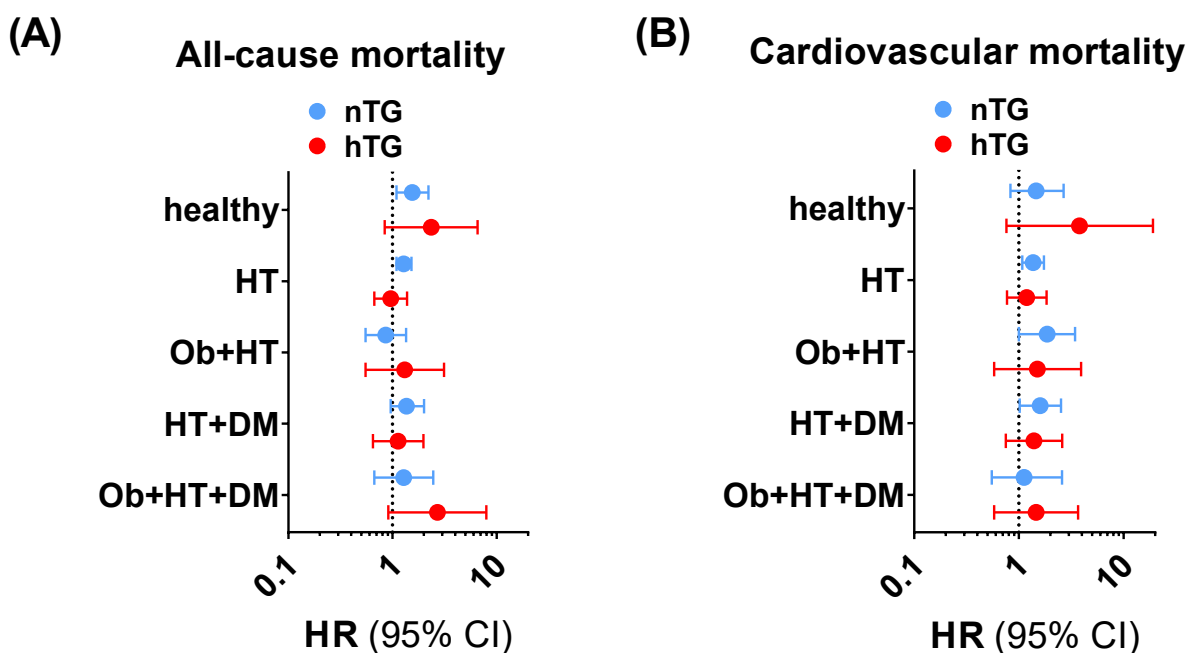 (A)
All-cause mortality
nTG
hTG
healthy
HT
Ob+HT
HT+DM
Ob+HT+DM
0.1
1
10
HR (95% CI)
(B)
Cardiovascular mortality
nTG
hTG
healthy
HT
Ob+HT
HT+DM
Ob+HT+DM
0.1
1
10
HR (95% CI)